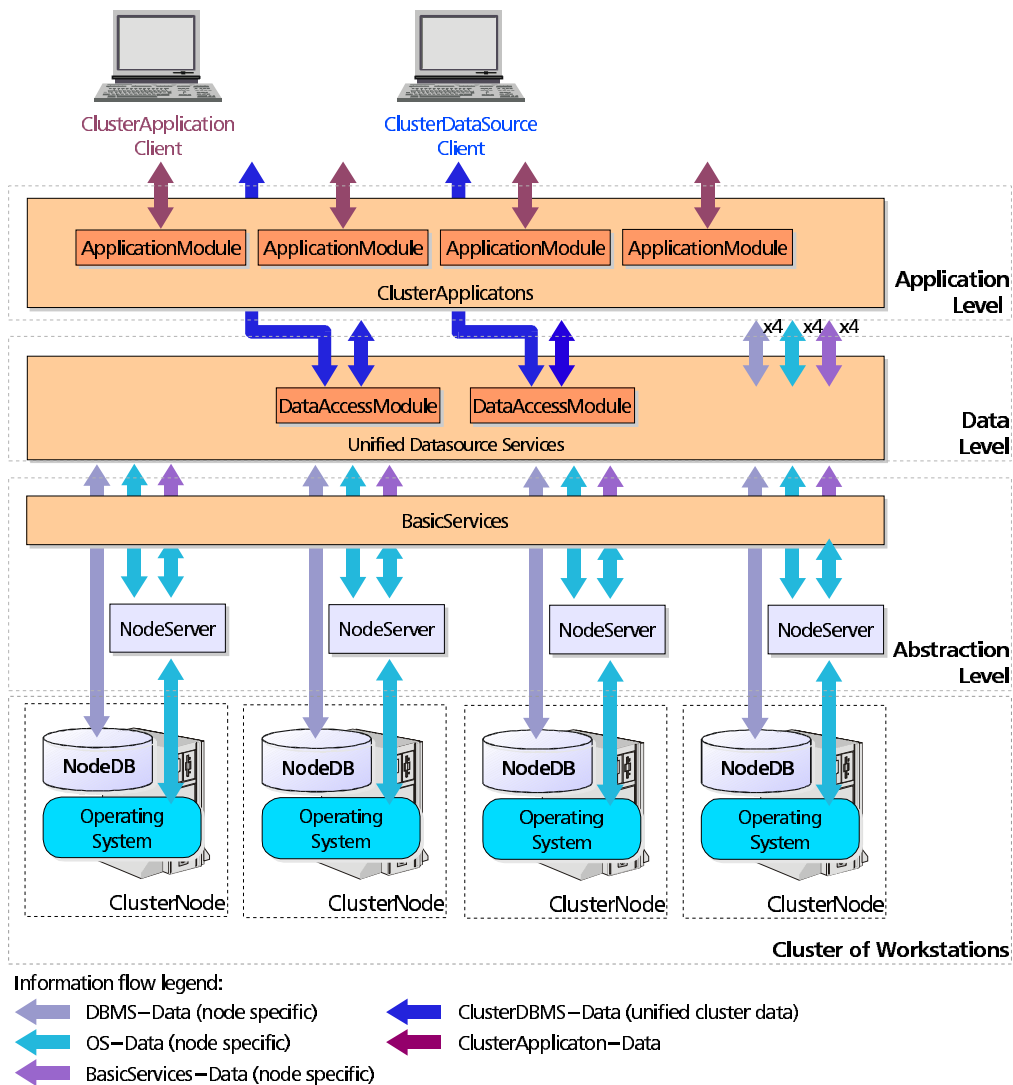 ClusterApplication
Client
ClusterDataSource
Client
ApplicationModule
ApplicationModule
ApplicationModule
ApplicationModule
ClusterApplicatons
Application
Level
x4
x4
x4
DataAccessModule
DataAccessModule
Unified Datasource Services
Data
Level
BasicServices
NodeServer
NodeServer
NodeServer
NodeServer
Abstraction
Level
NodeDB
NodeDB
NodeDB
NodeDB
Operating
System
Operating
System
Operating
System
Operating
System
ClusterNode
ClusterNode
ClusterNode
ClusterNode
Cluster of Workstations
Information flow legend:
DBMS–Data (node specific)
OS–Data (node specific)
BasicServices–Data (node specific)
ClusterDBMS–Data (unified cluster data)
ClusterApplicaton–Data